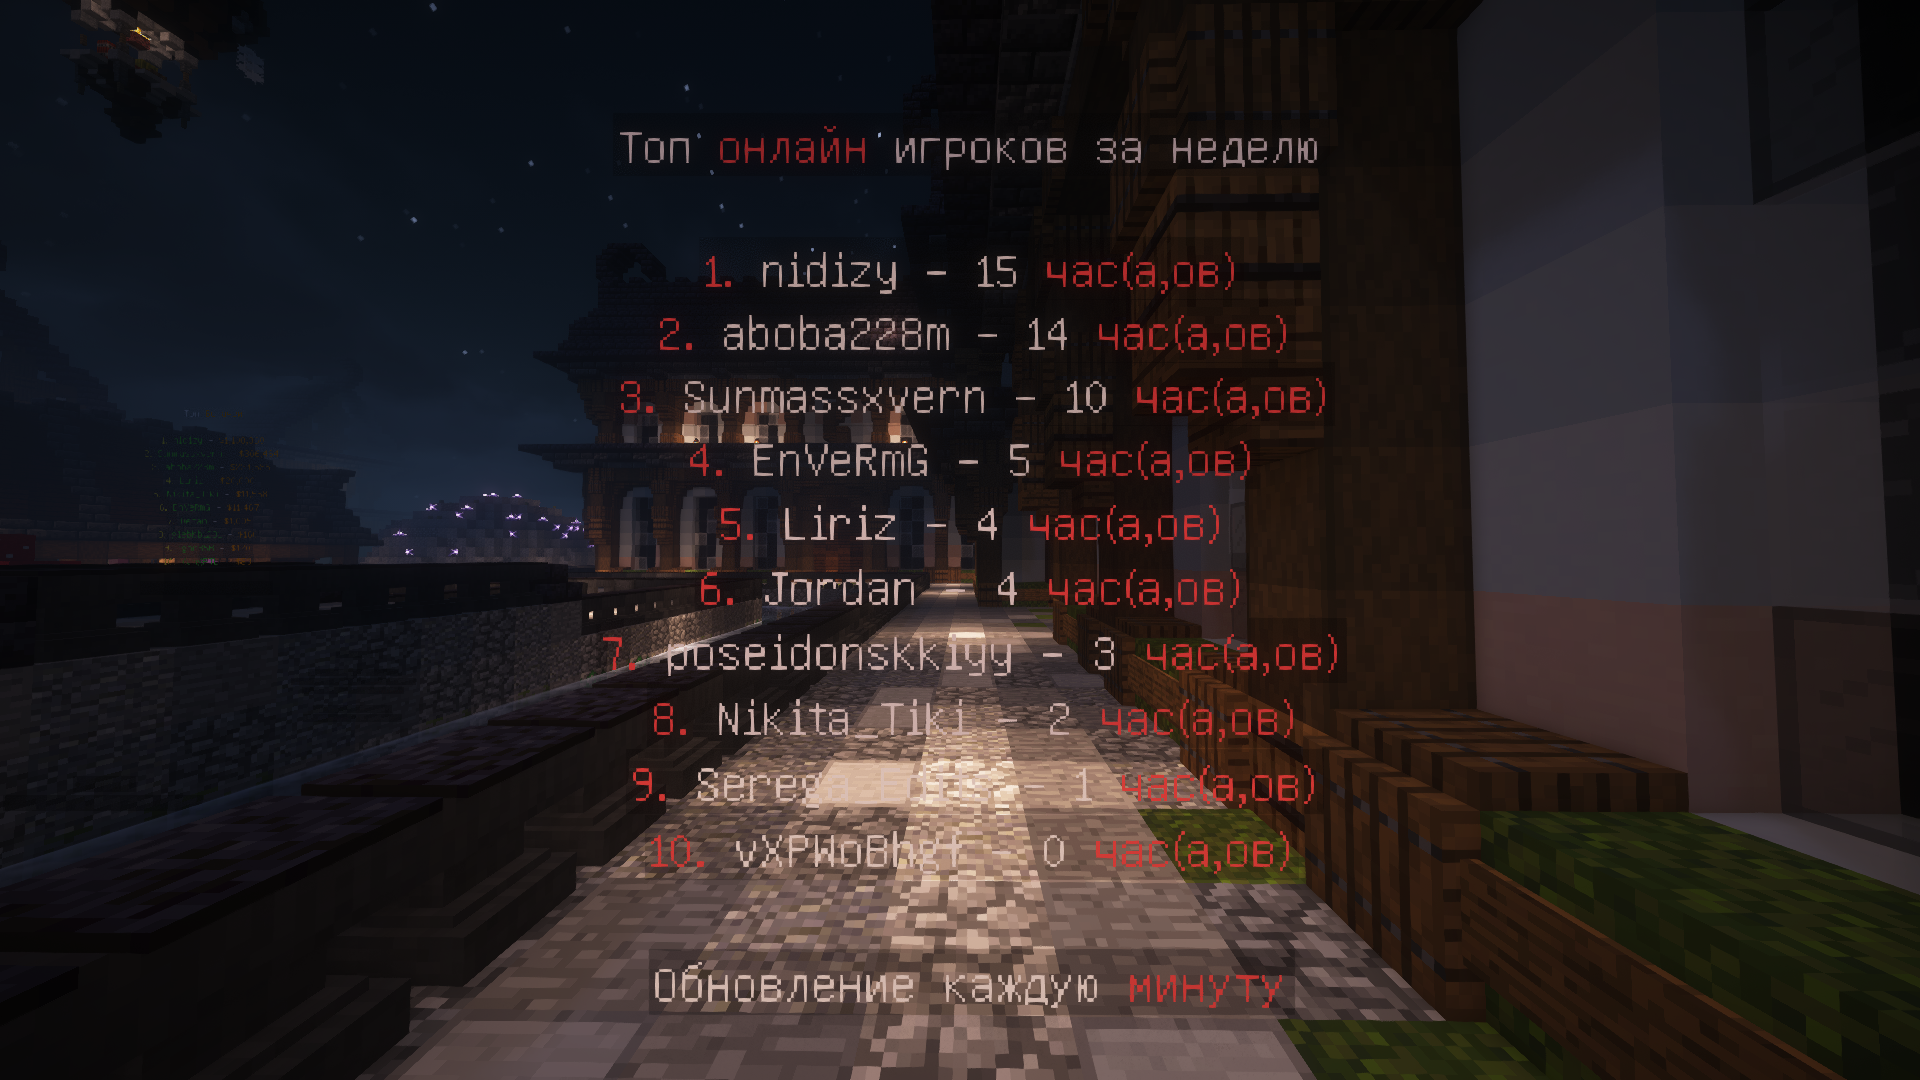 Топ онлайн игроков за неделю
1. nidizy - 15 час(а,ов)
2. aboba228m - 14 час(а,ов)
3. Sunmassxvern - 10 час(а,ов)
4. EnVeRmG - 5 час(а,ов)
5. Liriz - 4 час(а,ов)
6. Jordan - 4 час(а,ов)
7. poseidonskkiyy - 3 час(а,ов)
8. Nikita_Tiki - 2 час(а,ов)
9. - 1 час(а,ов)
10. - 0 час(а,ов)
Обновление каждую минуту